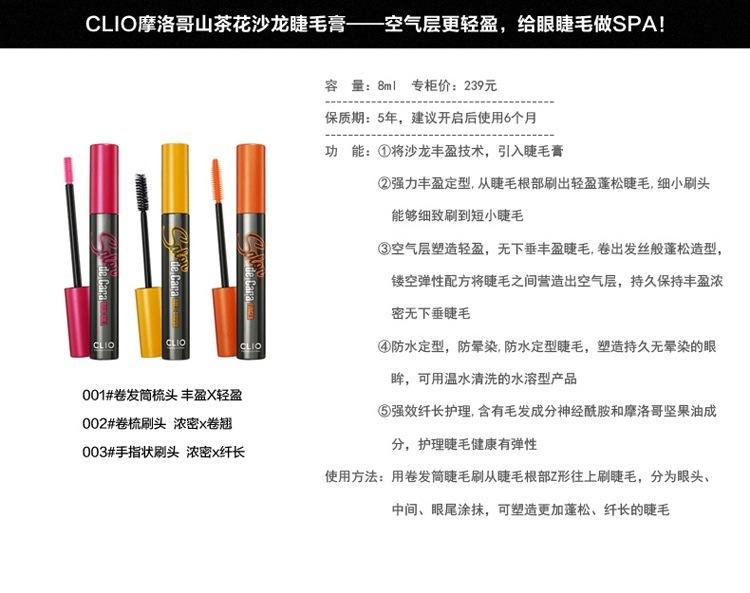 CLIO摩洛哥山茶花沙龙睫毛膏——空气层更轻盈，给眼睫毛做SPA！
容　量：8ml　专柜价：239元
保质期：5年，建议开启后使用6个月
功　能：①将沙龙丰盈技术，引入睫毛膏
②强力丰盈定型,从睫毛根部刷出轻盈蓬松睫毛,细小刷头
能够细致刷到短小睫毛
③空气层塑造轻盈，无下垂丰盈睫毛,卷出发丝般蓬松造型，
镂空弹性配方将睫毛之间营造出空气层，持久保持丰盈浓
密无下垂睫毛
④防水定型，防晕染,防水定型睫毛，塑造持久无晕染的眼
眸，可用温水清洗的水溶型产品
⑤强效纤长护理,含有毛发成分神经酰胺和摩洛哥坚果油成
分，护理睫毛健康有弹性
使用方法：用卷发筒睫毛刷从睫毛根部Z形往上刷睫毛，分为眼头、
中间、眼尾涂抹，可塑造更加蓬松、纤长的睫毛
Salon
de Cara
CLIO
Salon
de Cara
CLIO
Salon
de Cara
CLIO
001#卷发筒梳头 丰盈X轻盈
002#卷梳刷头 浓密x卷翘
003#手指状刷头 浓密x纤长